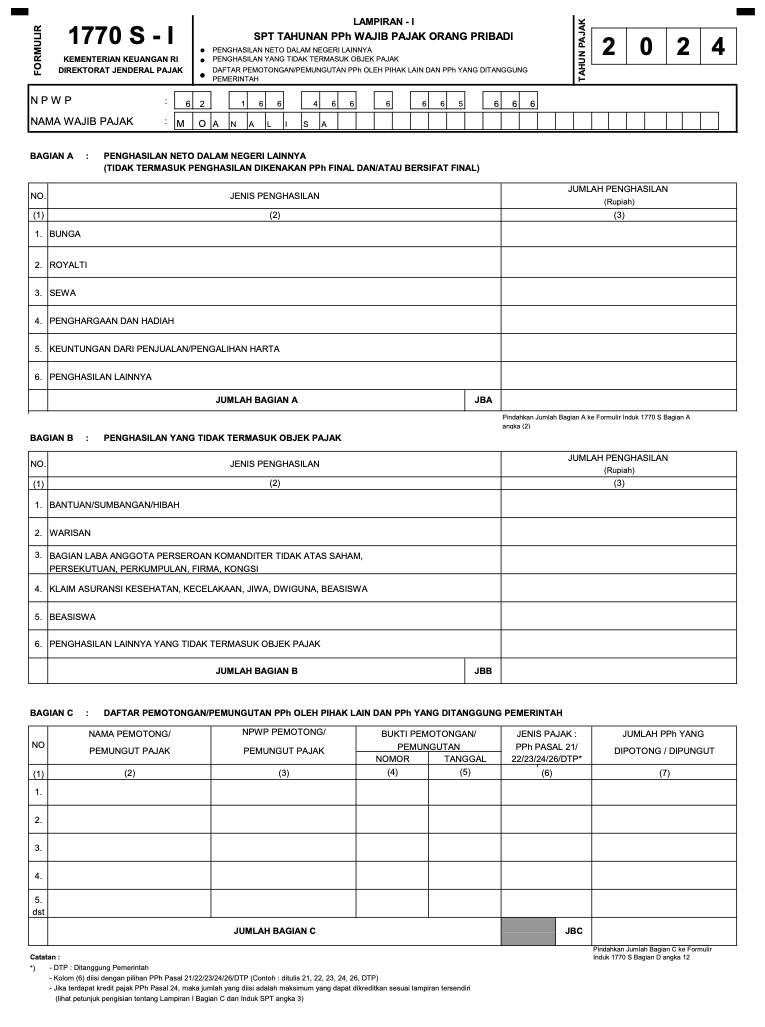 FORMULIR
1770 S - I
KEMENTERIAN KEUANGAN RI
DIREKTORAT JENDERAL PAJAK
LAMPIRAN - I
SPT TAHUNAN PPh WAJIB PAJAK ORANG PRIBADI
● PENGHASILAN NETO DALAM NEGERI LAINNYA
● PENGHASILAN YANG TIDAK TERMASUK OBJEK PAJAK
● DAFTAR PEMOTONGAN/PEMUNGUTAN PPh OLEH PIHAK LAIN DAN PPh YANG DITANGGUNG
PEMERINTAH
TAHUN PAJAK
2 0 2 4
N P W P : 6 2 1 6 6 4 6 6 6 6 6 5 6 6 6
NAMA WAJIB PAJAK : M O A N A L I S A
BAGIAN A : PENGHASILAN NETO DALAM NEGERI LAINNYA
(TIDAK TERMASUK PENGHASILAN DIKENAKAN PPh FINAL DAN/ATAU BERSIFAT FINAL)
NO. JENIS PENGHASILAN JUMLAH PENGHASILAN
(Rupiah)
(1) (2) (3)
1. BUNGA
2. ROYALTI
3. SEWA
4. PENGHARGAAN DAN HADIAH
5. KEUNTUNGAN DARI PENJUALAN/PENGALIHAN HARTA
6. PENGHASILAN LAINNYA
JUMLAH BAGIAN A JBA
Pindahkan Jumlah Bagian A ke Formulir Induk 1770 S Bagian A
angka (2)
BAGIAN B : PENGHASILAN YANG TIDAK TERMASUK OBJEK PAJAK
NO. JENIS PENGHASILAN JUMLAH PENGHASILAN
(Rupiah)
(1) (2) (3)
1. BANTUAN/SUMBANGAN/HIBAH
2. WARISAN
3. BAGIAN LABA ANGGOTA PERSEROAN KOMANDITER TIDAK ATAS SAHAM,
PERSEKUTUAN, PERKUMPULAN, FIRMA, KONGSI
4. KLAIM ASURANSI KESEHATAN, KECELAKAAN, JIWA, DWIGUNA, BEASISWA
5. BEASISWA
6. PENGHASILAN LAINNYA YANG TIDAK TERMASUK OBJEK PAJAK
JUMLAH BAGIAN B JBB
BAGIAN C : DAFTAR PEMOTONGAN/PEMUNGUTAN PPh OLEH PIHAK LAIN DAN PPh YANG DITANGGUNG PEMERINTAH
NO
NAMA PEMOTONG/
PEMUNGUT PAJAK
NPWP PEMOTONG/
PEMUNGUT PAJAK
BUKTI PEMOTONGAN/
PEMUNGUTAN
NOMOR TANGGAL
JENIS PAJAK :
PPh PASAL 21/
22/23/24/26/DTP*
JUMLAH PPh YANG
DIPOTONG / DIPUNGUT
(1) (2) (3) (4) (5) (6) (7)
1.
2.
3.
4.
5.
dst
JUMLAH BAGIAN C JBC
Pindahkan Jumlah Bagian C ke Formulir
Induk 1770 S Bagian D angka 12
Catatan :
*) - DTP : Ditanggung Pemerintah
- Kolom (6) diisi dengan pilihan PPh Pasal 21/22/23/24/26/DTP (Contoh : ditulis 21, 22, 23, 24, 26, DTP)
- Jika terdapat kredit pajak PPh Pasal 24, maka jumlah yang diisi adalah maksimum yang dapat dikreditkan sesuai lampiran tersendiri
(lihat petunjuk pengisian tentang Lampiran I Bagian C dan Induk SPT angka 3)